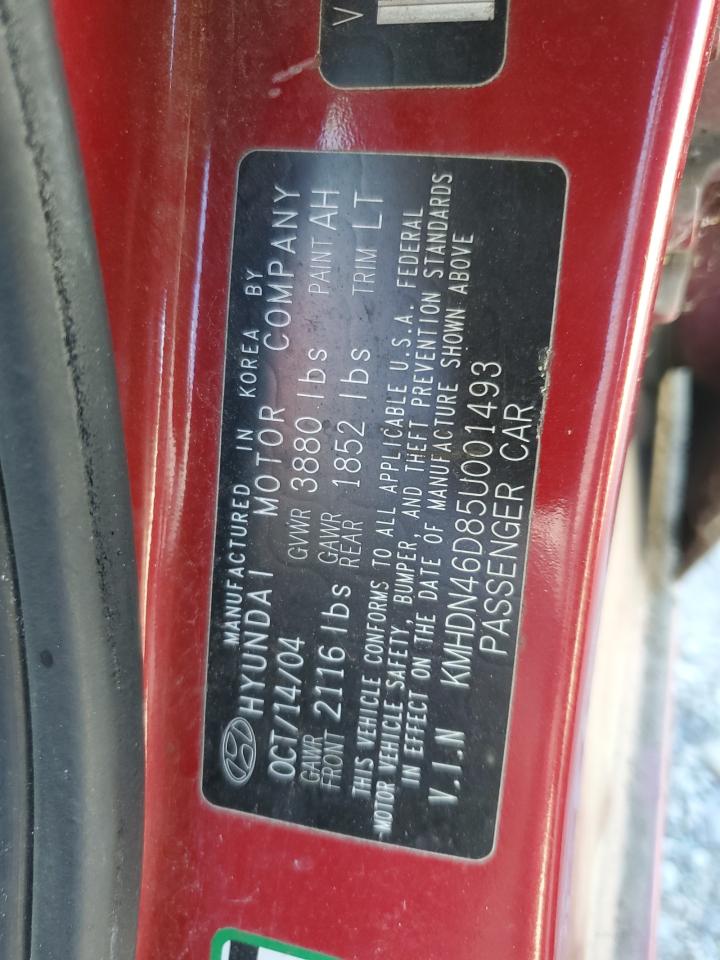 V
MANUFACTURED IN KOREA BY
HYUNDAI MOTOR COMPANY
OCT/14/04 GVWR 3880 lbs PAINT AH
GAWR FRONT 2116 lbs GAWR REAR 1852 lbs TRIM LT
THIS VEHICLE CONFORMS TO ALL APPLICABLE U.S.A. FEDERAL
MOTOR VEHICLE SAFETY, BUMPER, AND THEFT PREVENTION STANDARDS
IN EFFECT ON THE DATE OF MANUFACTURE SHOWN ABOVE
V.I.N KMHDN46D85U001493
PASSENGER CAR